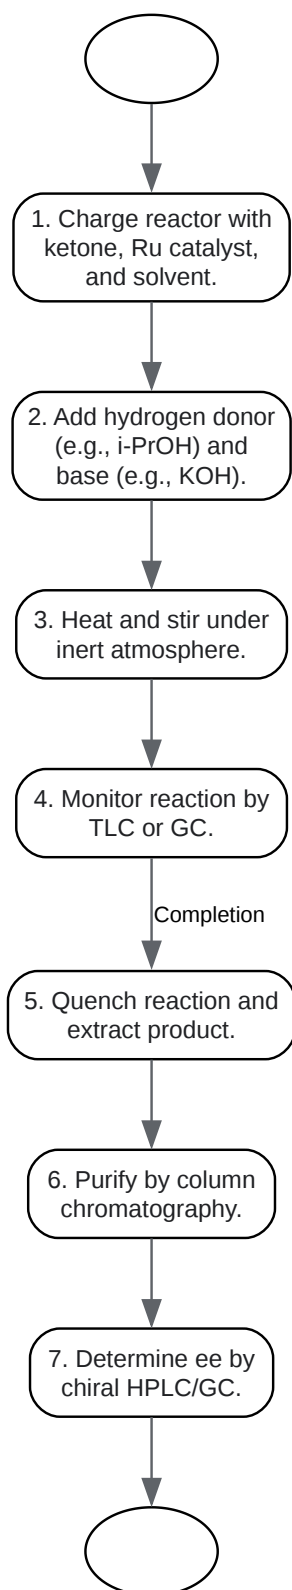 1. Charge reactor with
ketone, Ru catalyst,
and solvent.
2. Add hydrogen donor
(e.g., i-PrOH) and
base (e.g., KOH).
3. Heat and stir under
inert atmosphere.
4. Monitor reaction by
TLC or GC.
Completion
5. Quench reaction and
extract product.
6. Purify by column
chromatography.
7. Determine ee by
chiral HPLC/GC.